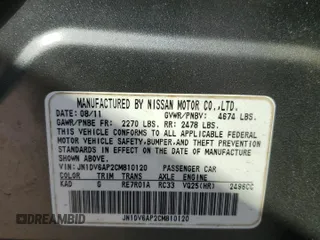 MANUFACTURED BY NISSAN MOTOR CO.,LTD.
DATE: 08/11 GVWR/PNBV: 4674 LBS.
GAWR/PNBE FR: 2270 LBS. RR: 2478 LBS.
THIS VEHICLE CONFORMS TO ALL APPLICABLE
FEDERAL MOTOR VEHICLE SAFETY, BUMPER, AND
THEFT PREVENTION STANDARDS IN EFFECT ON
THE DATE OF MANUFACTURE SHOWN ABOVE.
VIN: JN1DV6AP2CM810120 PASSENGER CAR
COLOR TRIM TRANS AXLE ENGINE
KAD G RE7R01A RC33 VQ25(HR) 2496CC
JN1DV6AP2CM810120